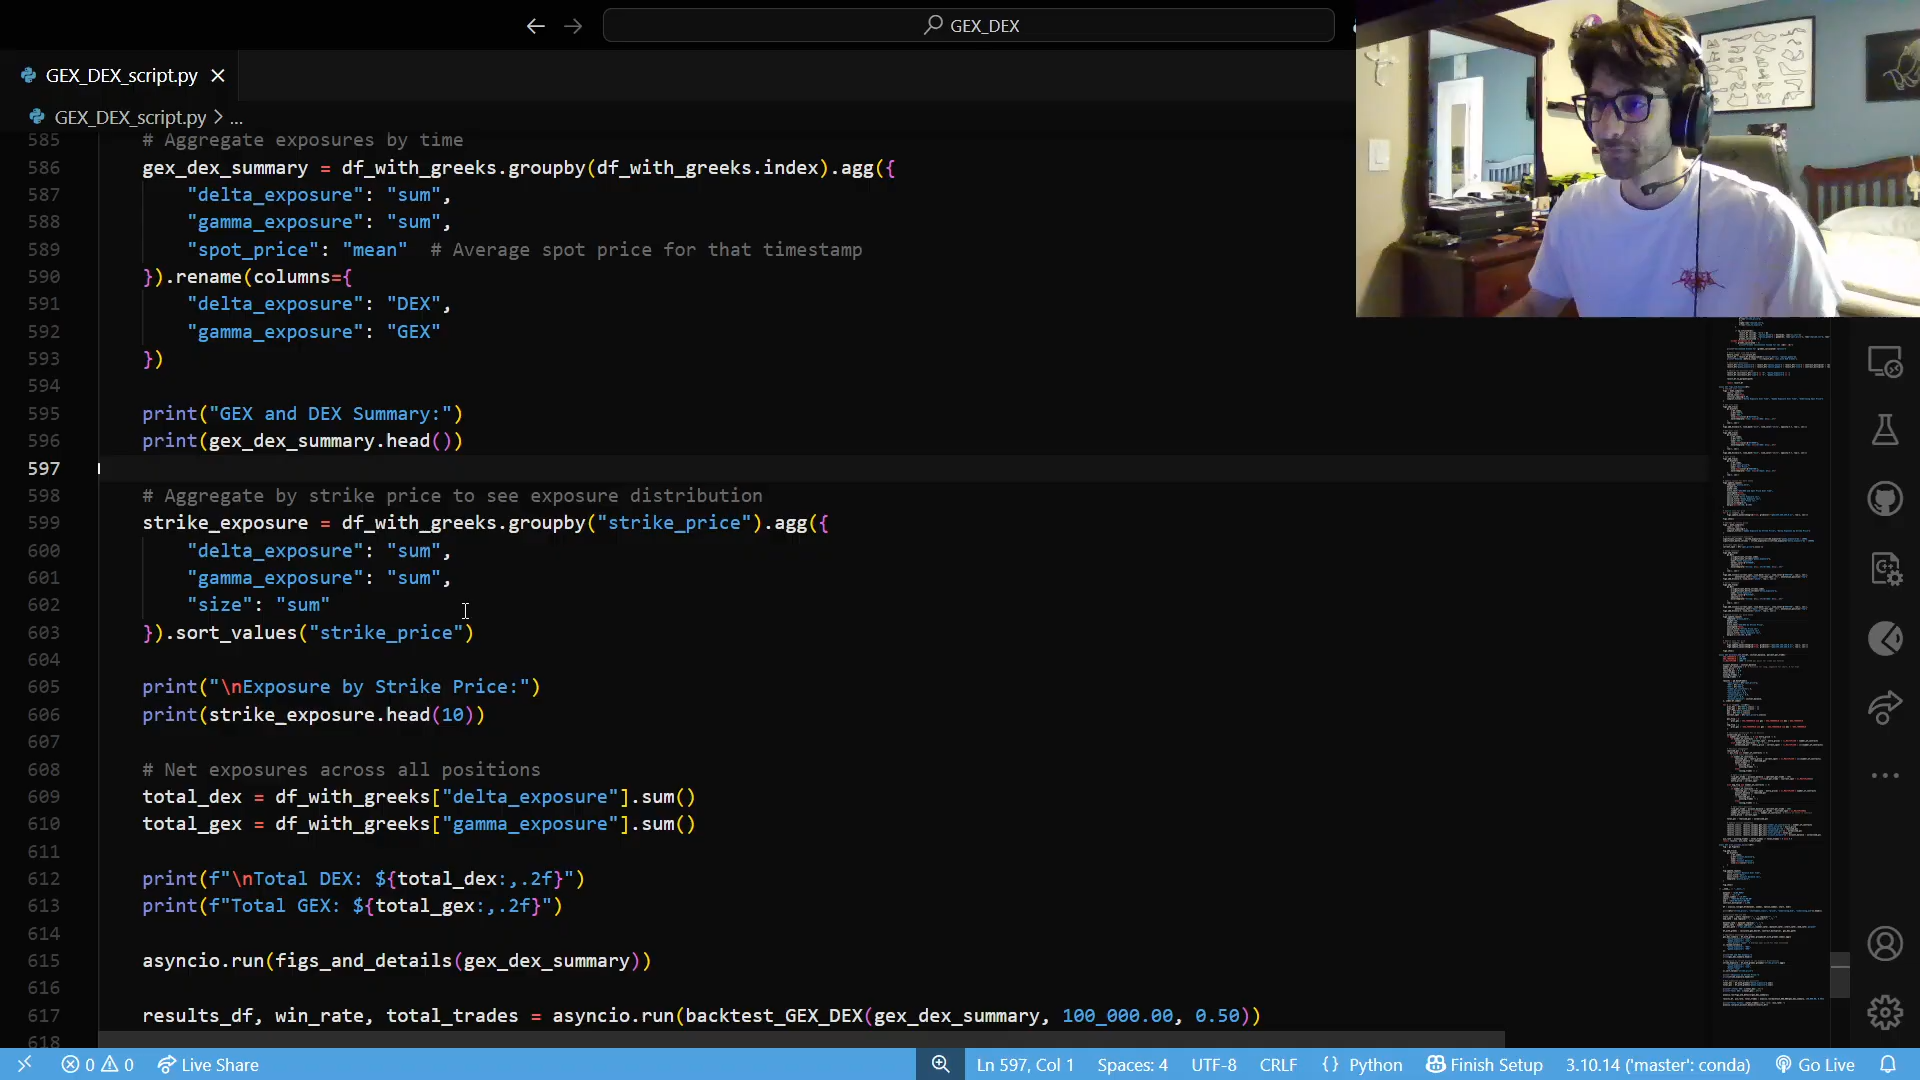 GEX_DEX
GEX_DEX_script.py
GEX_DEX_script.py > ...
585 # Aggregate exposures by time
586 gex_dex_summary = df_with_greeks.groupby(df_with_greeks.index).agg({
587 "delta_exposure": "sum",
588 "gamma_exposure": "sum",
589 "spot_price": "mean" # Average spot price for that timestamp
590 }).rename(columns={
591 "delta_exposure": "DEX",
592 "gamma_exposure": "GEX"
593 })
594
595 print("GEX and DEX Summary:")
596 print(gex_dex_summary.head())
597
598 # Aggregate by strike price to see exposure distribution
599 strike_exposure = df_with_greeks.groupby("strike_price").agg({
600 "delta_exposure": "sum",
601 "gamma_exposure": "sum",
602 "size": "sum"
603 }).sort_values("strike_price")
604
605 print("\nExposure by Strike Price:")
606 print(strike_exposure.head(10))
607
608 # Net exposures across all positions
609 total_dex = df_with_greeks["delta_exposure"].sum()
610 total_gex = df_with_greeks["gamma_exposure"].sum()
611
612 print(f"\nTotal DEX: ${total_dex:,.2f}")
613 print(f"Total GEX: ${total_gex:,.2f}")
614
615 asyncio.run(figs_and_details(gex_dex_summary))
616
617 results_df, win_rate, total_trades = asyncio.run(backtest_GEX_DEX(gex_dex_summary, 100_000.00, 0.50))
618
0 0 Live Share Ln 597, Col 1 Spaces: 4 UTF-8 CRLF {} Python Finish Setup 3.10.14 ('master': conda) Go Live